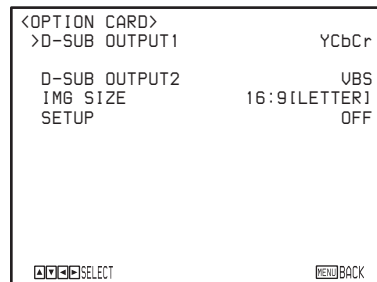 <OPTION CARD>
>D-SUB OUTPUT1 YCbCr
D-SUB OUTPUT2 VBS
IMG SIZE 16:9[LETTER]
SETUP OFF
▲▼◄►SELECT MENU BACK